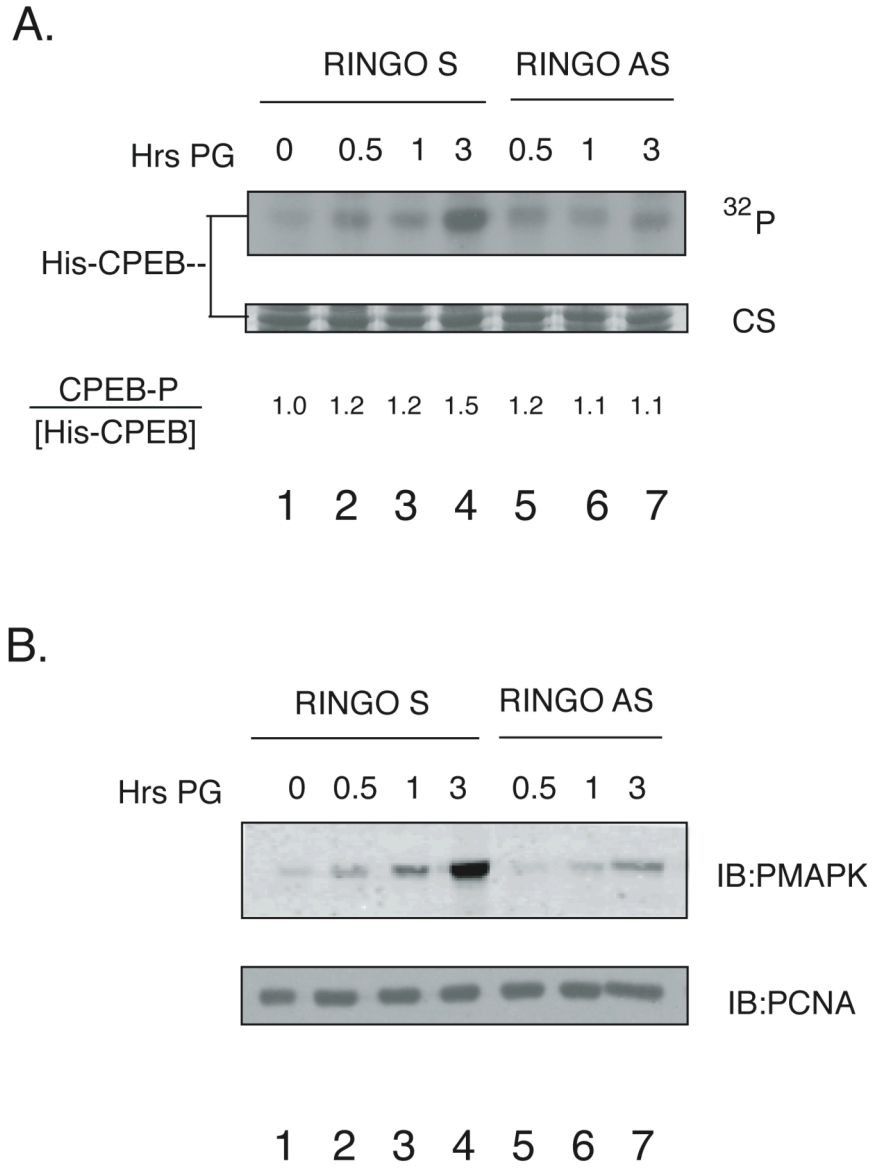 A.
RINGO S RINGO AS
Hrs PG 0 0.5 1 3 0.5 1 3
32P
His-CPEB--
CS
CPEB-P
[His-CPEB]
1.0 1.2 1.2 1.5 1.2 1.1 1.1
1 2 3 4 5 6 7
B.
RINGO S RINGO AS
Hrs PG 0 0.5 1 3 0.5 1 3
IB:PMAPK
IB:PCNA
1 2 3 4 5 6 7